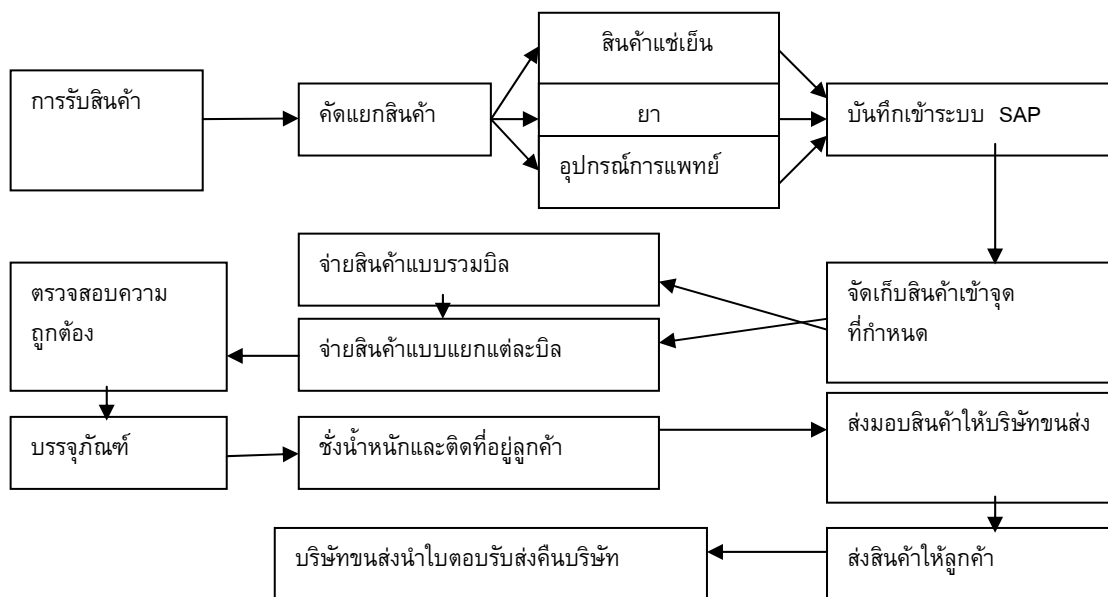 การรับสินค้า
คัดแยกสินค้า
สินค้าแช่เย็น
ยา
อุปกรณ์การแพทย์
บันทึกเข้าระบบ SAP
จัดเก็บสินค้าเข้าจุด
ที่กำหนด
จ่ายสินค้าแบบรวมบิล
จ่ายสินค้าแบบแยกแต่ละบิล
ตรวจสอบความ
ถูกต้อง
บรรจุภัณฑ์
ชั่งน้ำหนักและติดที่อยู่ลูกค้า
ส่งมอบสินค้าให้บริษัทขนส่ง
ส่งสินค้าให้ลูกค้า
บริษัทขนส่งนำใบตอบรับส่งคืนบริษัท